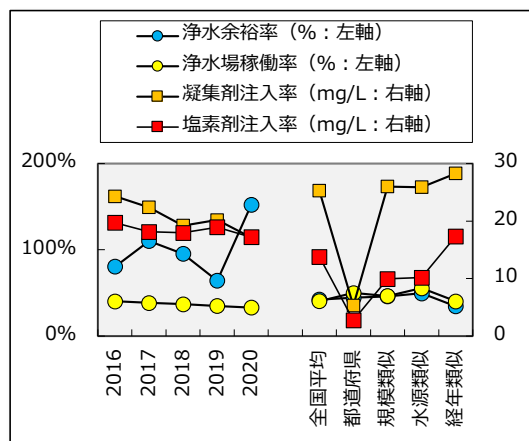 浄水余裕率（%：左軸）
浄水場稼働率（%：左軸）
凝集剤注入率（mg/L：右軸）
塩素剤注入率（mg/L：右軸）
200%
100%
0%
30
20
10
0
2016
2017
2018
2019
2020
全国平均
都道府県
規模類似
水源類似
経年類似